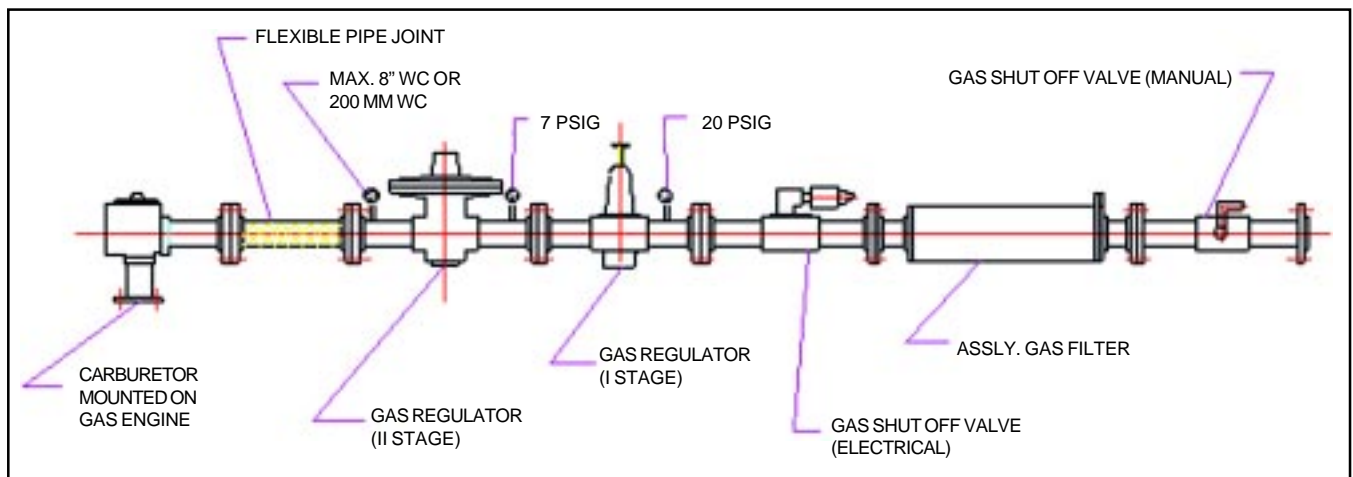 FLEXIBLE PIPE JOINT
MAX. 8” WC OR
200 MM WC
GAS SHUT OFF VALVE (MANUAL)
7 PSIG
20 PSIG
CARBURETOR
MOUNTED ON
GAS ENGINE
GAS REGULATOR
(II STAGE)
GAS REGULATOR
(I STAGE)
GAS SHUT OFF VALVE
(ELECTRICAL)
ASSLY. GAS FILTER